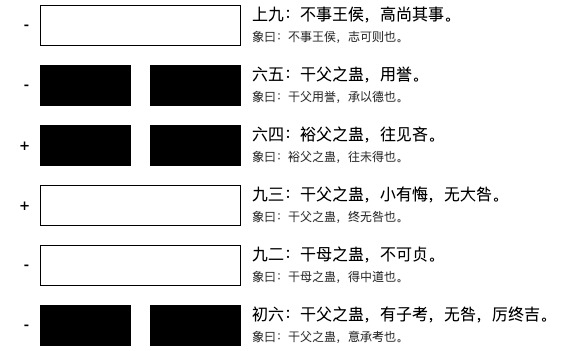 - 上九：不事王侯，高尚其事。
象曰：不事王侯，志可则也。
- 六五：干父之蛊，用誉。
象曰：干父用誉，承以德也。
+ 六四：裕父之蛊，往见吝。
象曰：裕父之蛊，往未得也。
+ 九三：干父之蛊，小有悔，无大咎。
象曰：干父之蛊，终无咎也。
- 九二：干母之蛊，不可贞。
象曰：干母之蛊，得中道也。
- 初六：干父之蛊，有子考，无咎，厉终吉。
象曰：干父之蛊，意承考也。